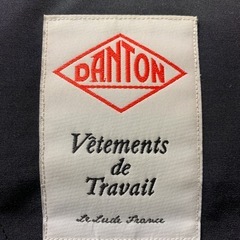 DANTON
Vêtements
de
Travail
Le Lude France